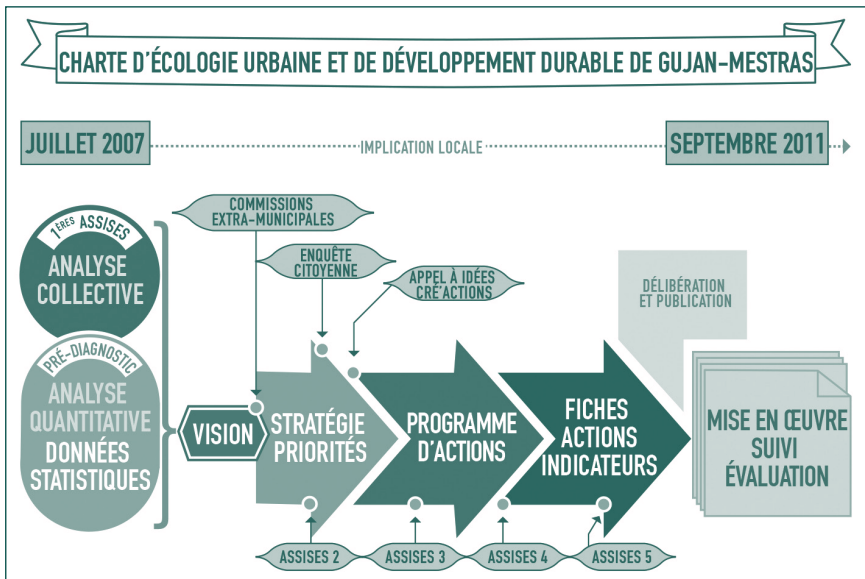 CHARTE D'ÉCOLOGIE URBAINE ET DE DÉVELOPPEMENT DURABLE DE GUJAN-MESTRAS
JUILLET 2007
IMPLICATION LOCALE
SEPTEMBRE 2011
COMMISSIONS
EXTRA-MUNICIPALES
ENQUÊTE
CITOYENNE
APPEL À IDÉES
CRÉ'ACTIONS
1ÈRES ASSISES
ANALYSE
COLLECTIVE
PRÉ-DIAGNOSTIC
ANALYSE
QUANTITATIVE
DONNÉES
STATISTIQUES
VISION
STRATÉGIE
PRIORITÉS
PROGRAMME
D'ACTIONS
FICHES
ACTIONS
INDICATEURS
DÉLIBÉRATION
ET PUBLICATION
MISE EN ŒUVRE
SUIVI
ÉVALUATION
ASSISES 2
ASSISES 3
ASSISES 4
ASSISES 5